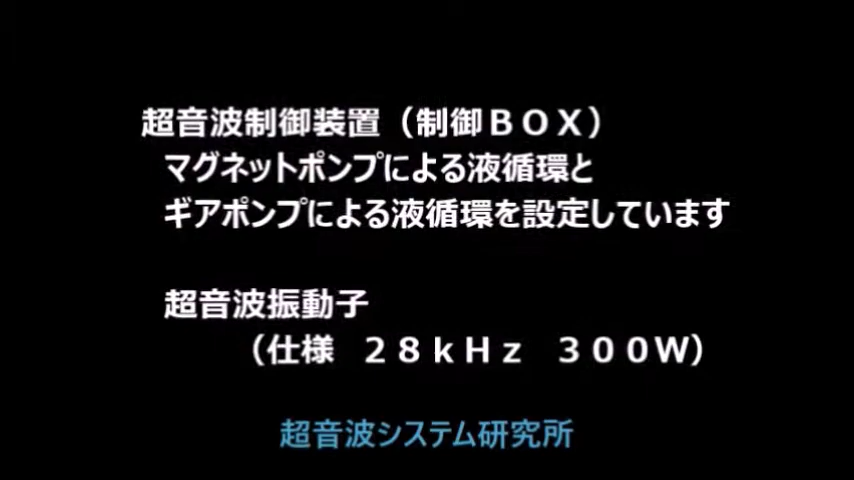 超音波制御装置（制御ＢＯＸ）
マグネットポンプによる液循環と
ギアポンプによる液循環を設定しています
超音波振動子
（仕様　２８ｋＨｚ　３００Ｗ）
超音波システム研究所